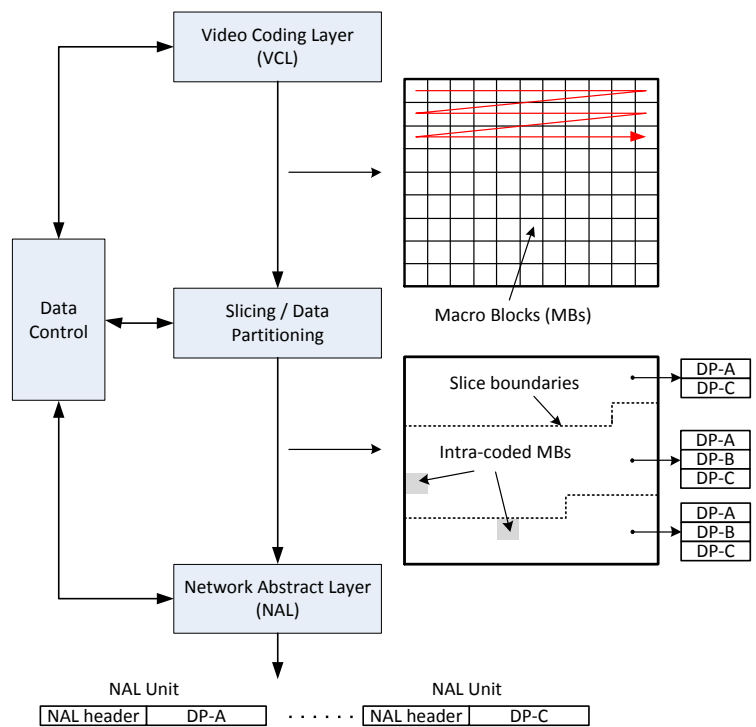 Video Coding Layer
(VCL)
Data
Control
Slicing / Data
Partitioning
Macro Blocks (MBs)
Slice boundaries
Intra-coded MBs
DP-A
DP-C
DP-A
DP-B
DP-C
DP-A
DP-B
DP-C
Network Abstract Layer
(NAL)
NAL Unit
NAL Unit
NAL header DP-A ...... NAL header DP-C